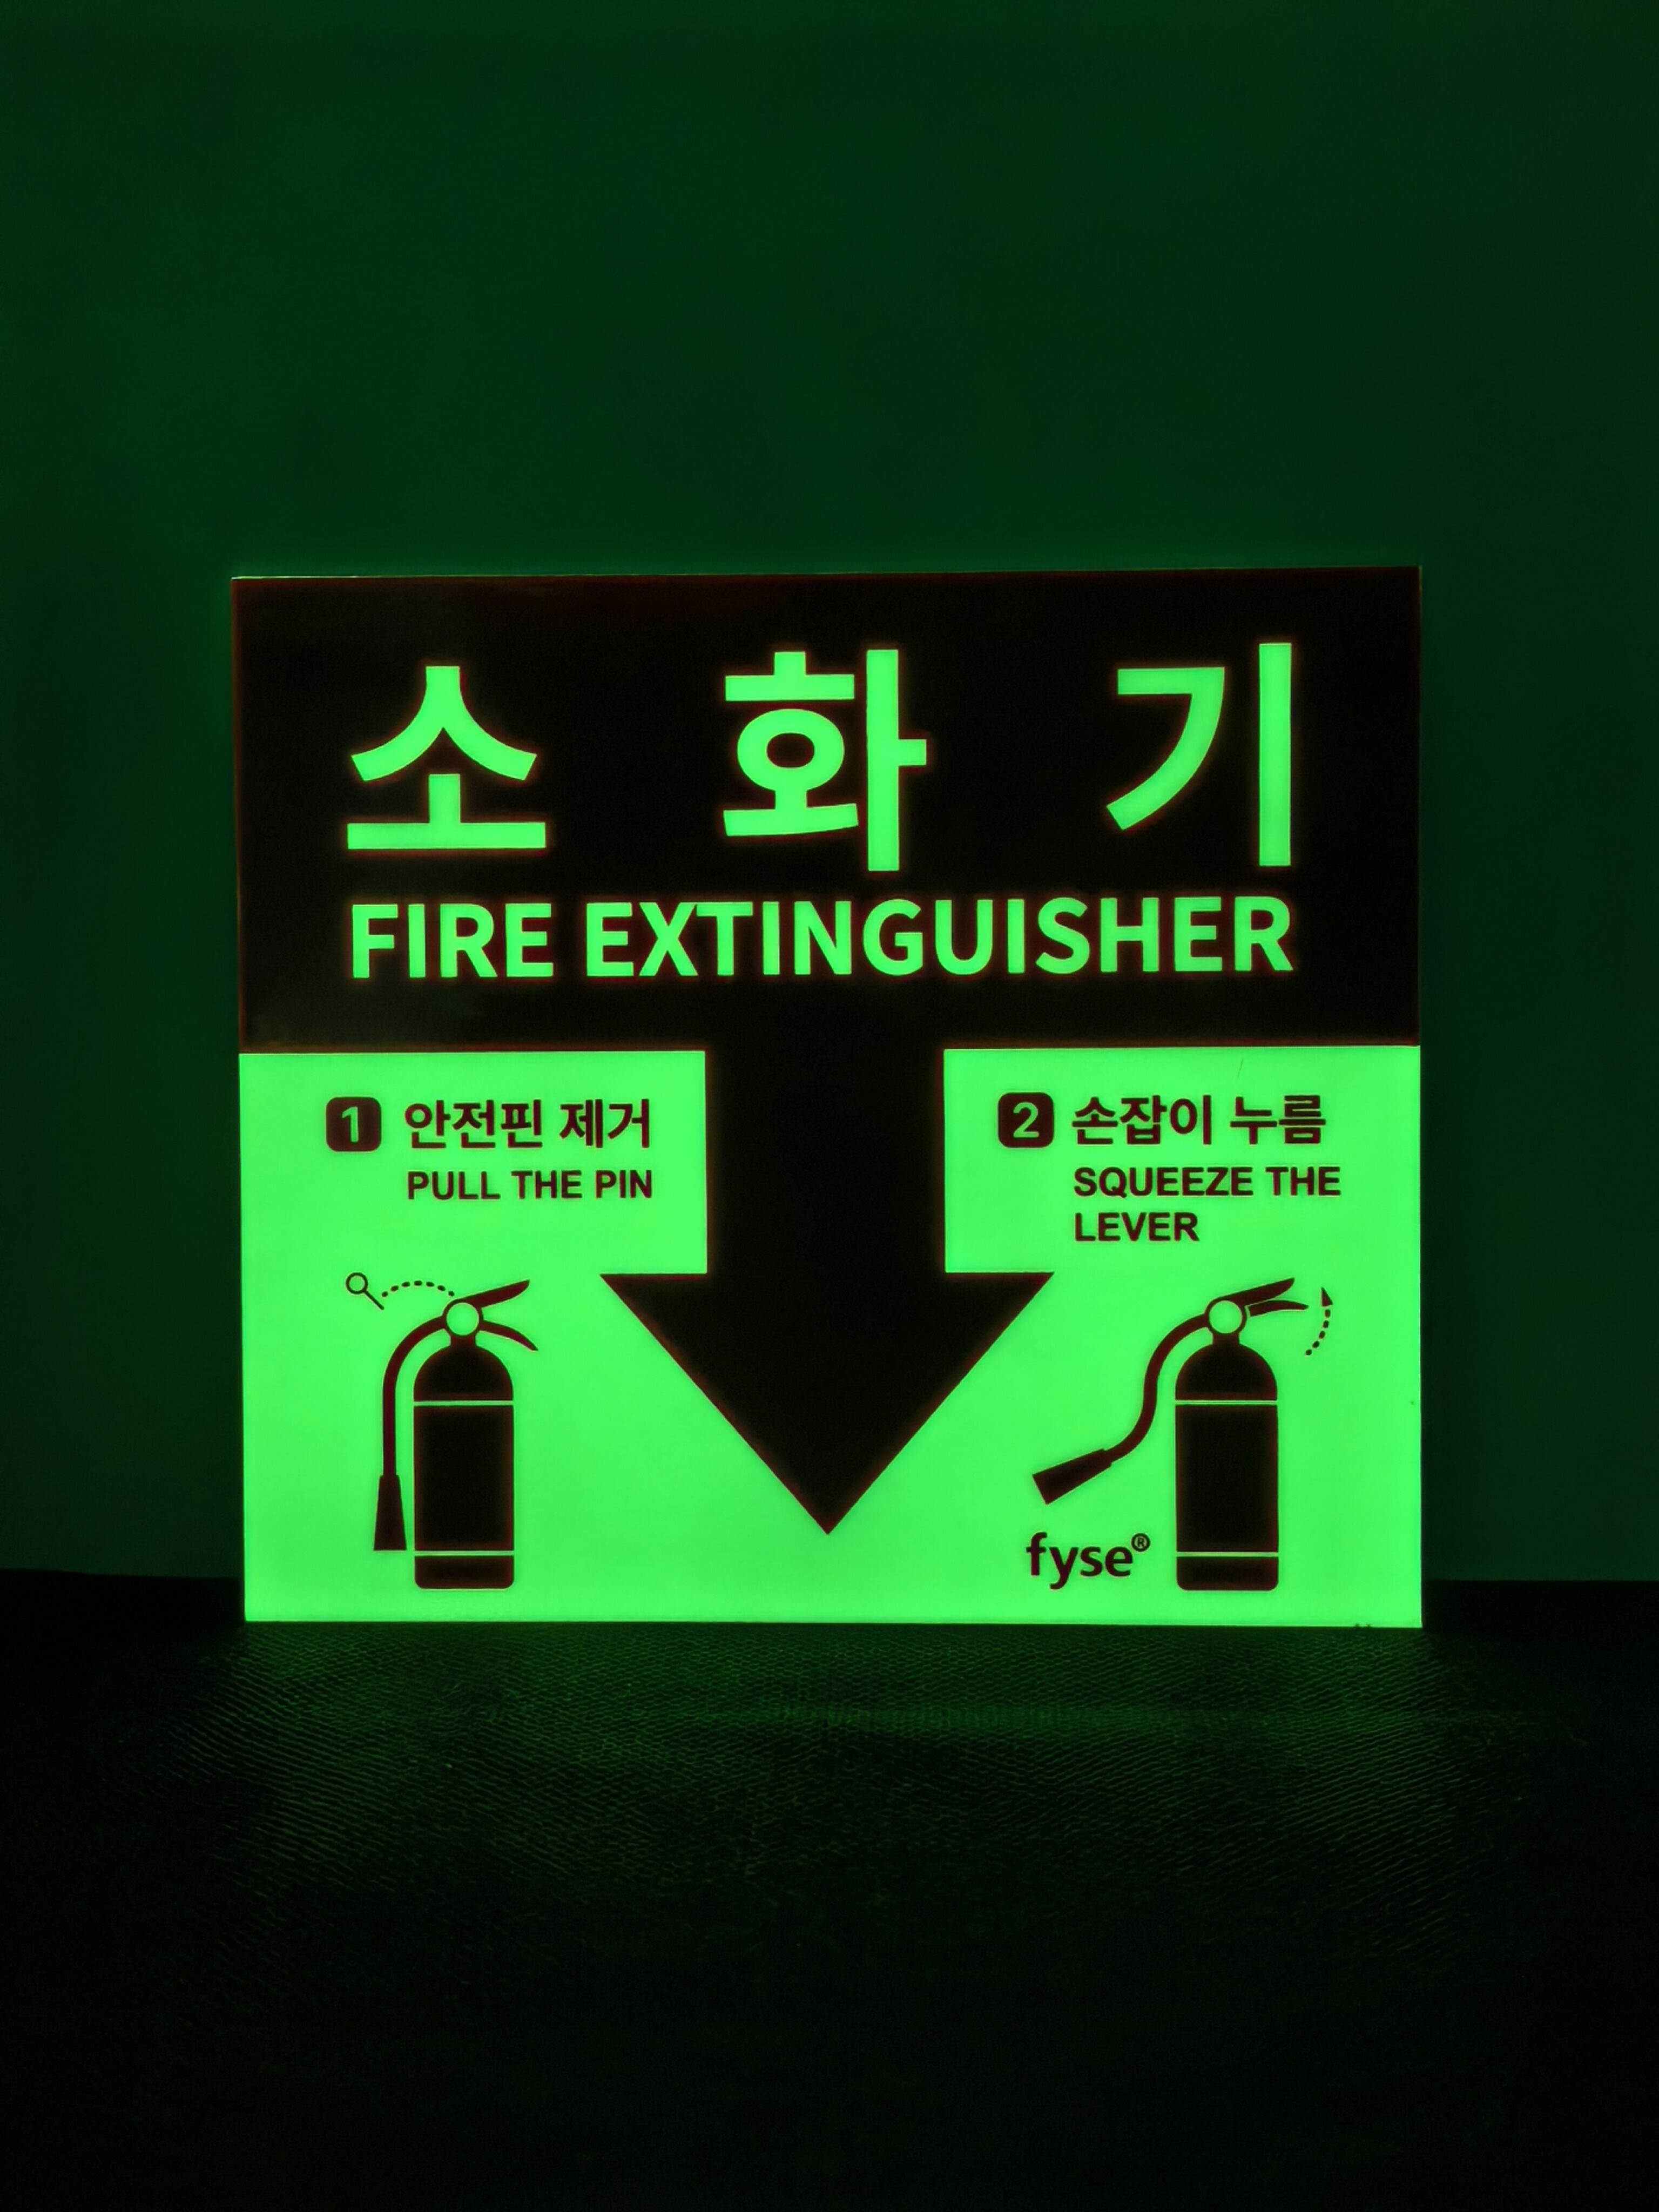 소 화 기
FIRE EXTINGUISHER
1 안전핀 제거
PULL THE PIN
2 손잡이 누름
SQUEEZE THE
LEVER
fyse®